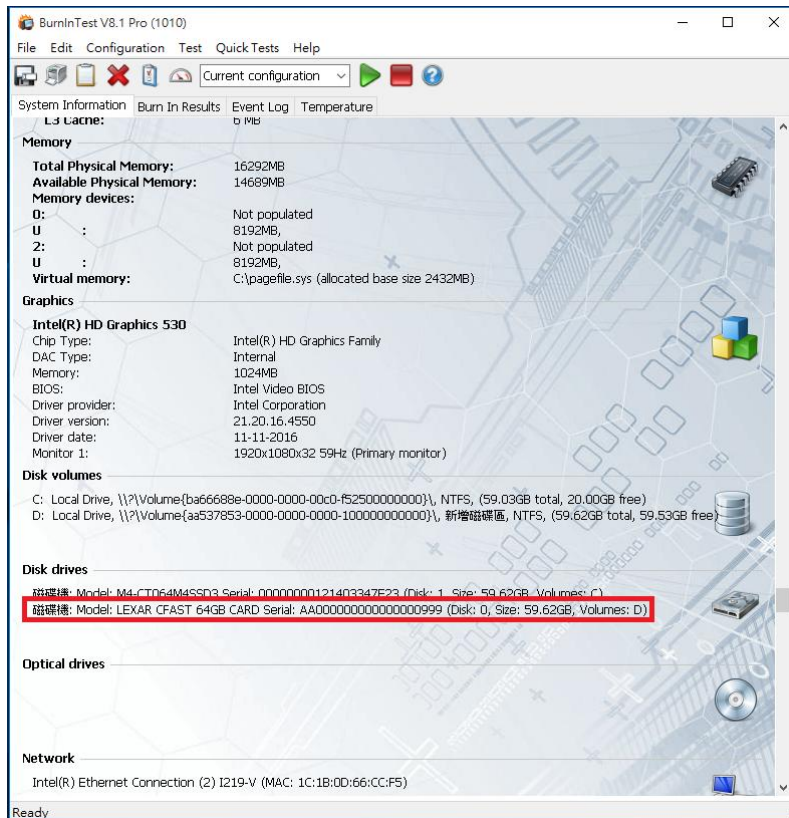 BurnInTest V8.1 Pro (1010)
File Edit Configuration Test Quick Tests Help
Current configuration
System Information Burn In Results Event Log Temperature
L3 Cache: 6 MB
Memory
Total Physical Memory: 16292MB
Available Physical Memory: 14689MB
Memory devices:
0: Not populated
U : 8192MB,
2: Not populated
U : 8192MB,
Virtual memory: C:\pagefile.sys (allocated base size 2432MB)
Graphics
Intel(R) HD Graphics 530
Chip Type: Intel(R) HD Graphics Family
DAC Type: Internal
Memory: 1024MB
BIOS: Intel Video BIOS
Driver provider: Intel Corporation
Driver version: 21.20.16.4550
Driver date: 11-11-2016
Monitor 1: 1920x1080x32 59Hz (Primary monitor)
Disk volumes
C: Local Drive, \\?\Volume{ba66688e-0000-0000-00c0-f52500000000}\, NTFS, (59.03GB total, 20.00GB free)
D: Local Drive, \\?\Volume{aa537853-0000-0000-0000-100000000000}\, 新增磁碟區, NTFS, (59.62GB total, 59.53GB free)
Disk drives
磁碟機: Model: M4-CT064M4SSD3 Serial: 00000000121403347E23 (Disk: 1, Size: 59.62GB, Volumes: C)
磁碟機: Model: LEXAR CFAST 64GB CARD Serial: AA000000000000000999 (Disk: 0, Size: 59.62GB, Volumes: D)
Optical drives
Network
Intel(R) Ethernet Connection (2) I219-V (MAC: 1C:1B:0D:66:CC:F5)
Ready